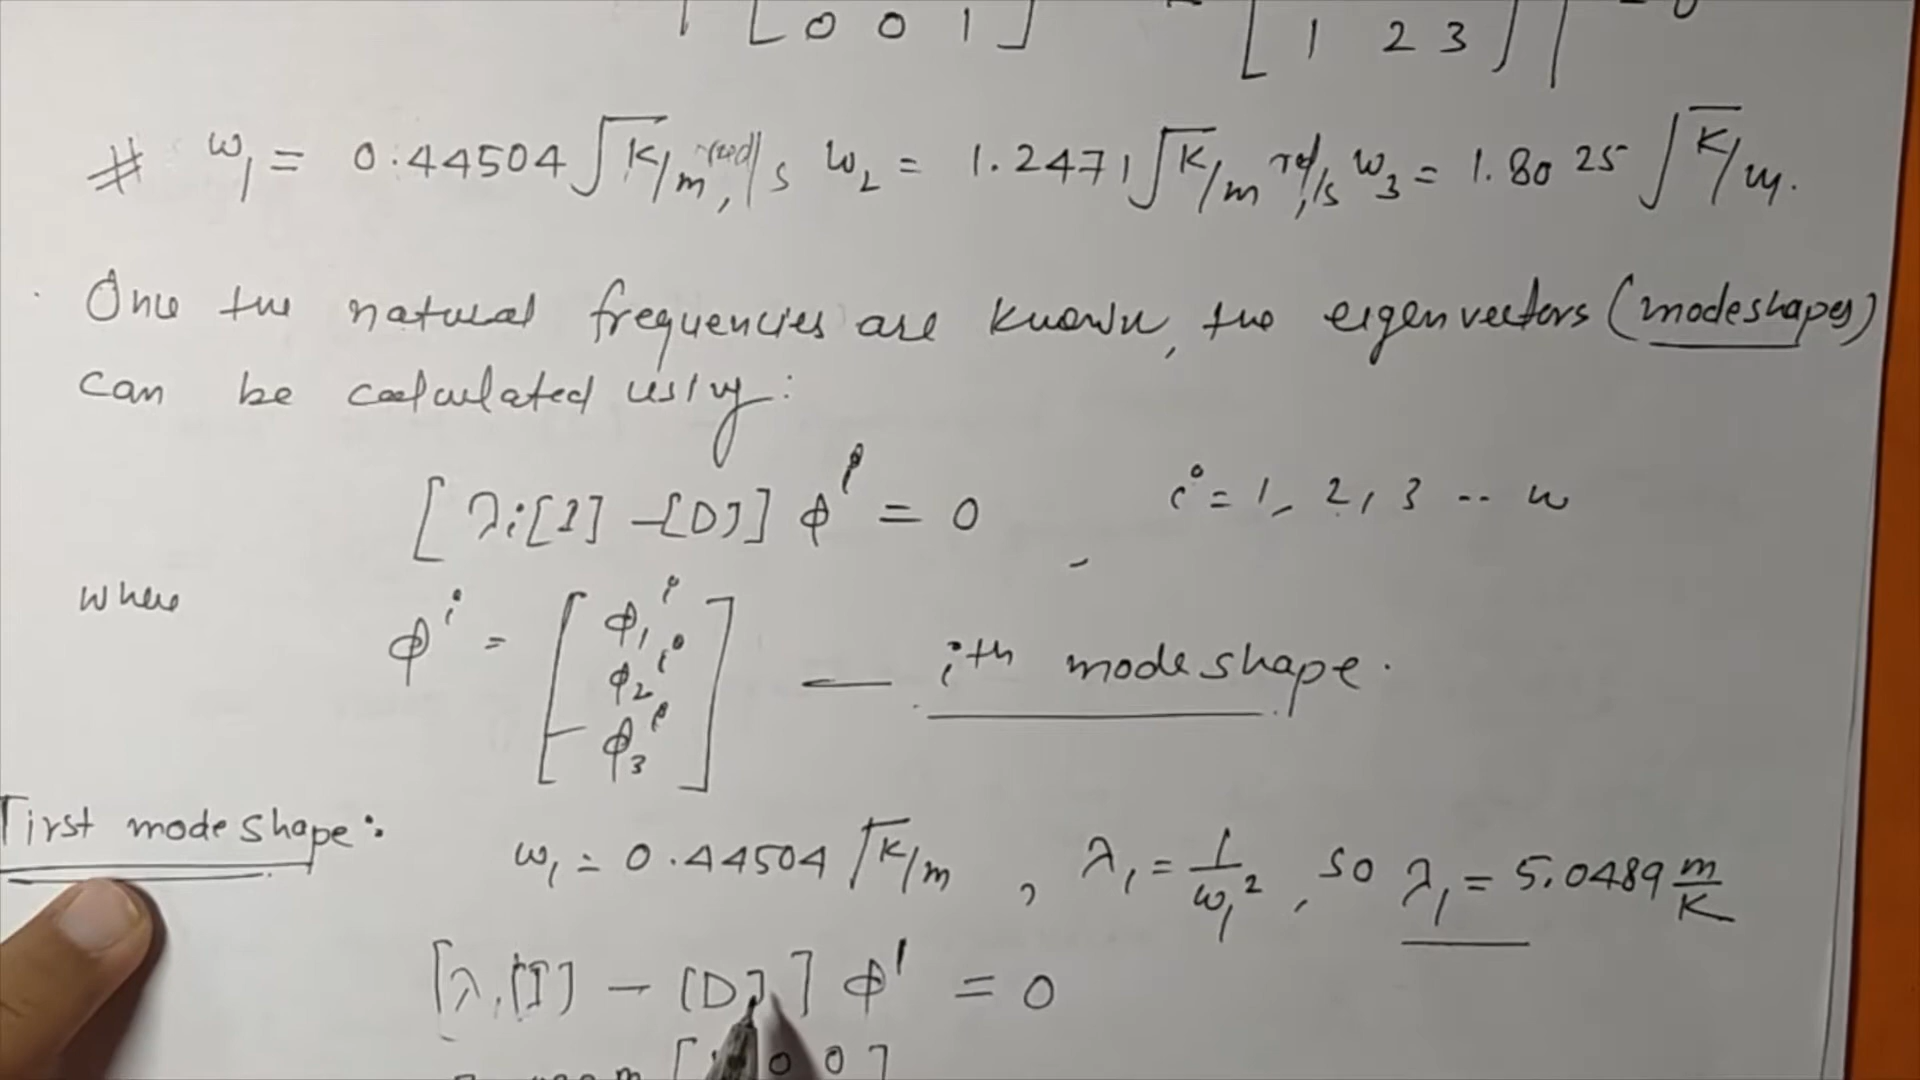 [0 0 1] [1 2 3]| = 0
# ω₁ = 0.44504 √K/m rad/s, ω₂ = 1.2471 √K/m rad/s, ω₃ = 1.8025 √K/m.
Once the natural frequencies are known, the eigenvectors (modeshapes)
can be calculated using:
[λi[I] - [D]] ϕⁱ = 0, i = 1, 2, 3 -- n
where
ϕⁱ = [ϕ₁ⁱ
ϕ₂ⁱ
ϕ₃ⁱ] — ith mode shape.
First mode shape: ω₁ = 0.44504 √K/m, λ₁ = 1/ω₁², so λ₁ = 5.0489 m/K
[λ₁[I] - [D]] ϕ¹ = 0
0 0]